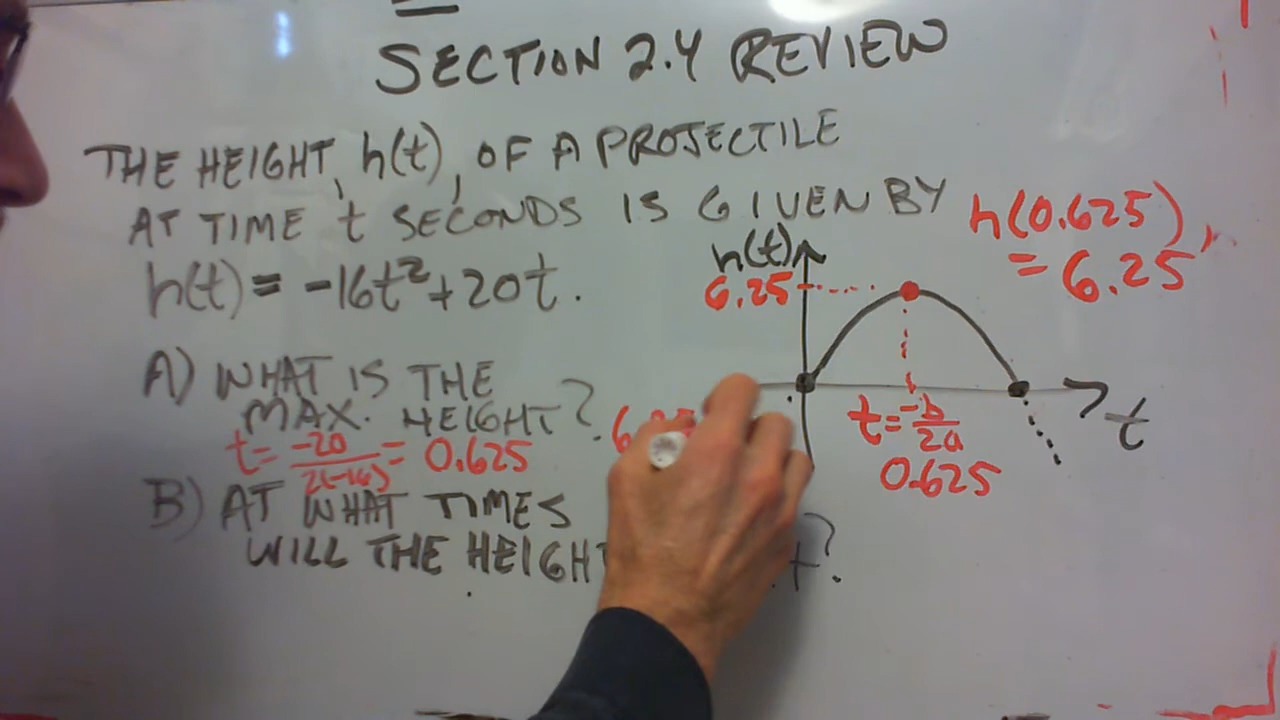 SECTION 2.4 REVIEW
THE HEIGHT, h(t), OF A PROJECTILE
AT TIME t SECONDS IS GIVEN BY
h(t) = -16t²+20t.
h(0.625)
= 6.25'
h(t)
6.25
A) WHAT IS THE
MAX. HEIGHT?
t = -20/2(-16) = 0.625
t = -b/2a
0.625
t
B) AT WHAT TIMES
WILL THE HEIGHT